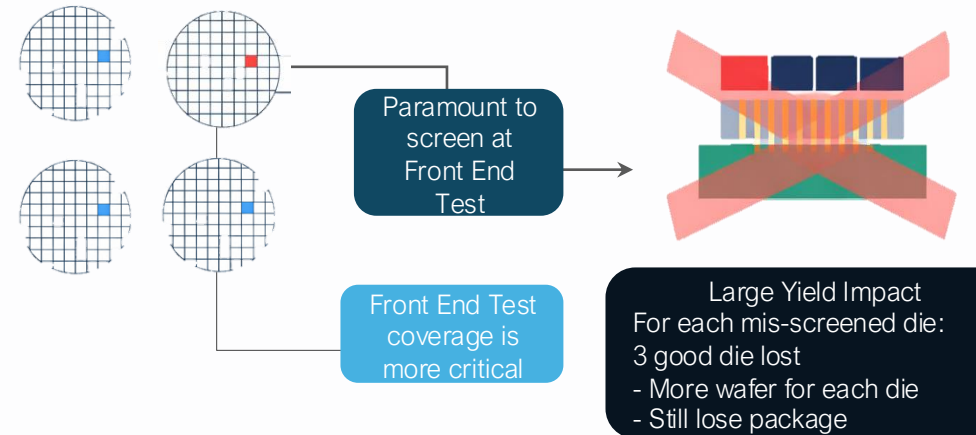 Paramount to
screen at
Front End
Test
Front End Test
coverage is
more critical
Large Yield Impact
For each mis-screened die:
3 good die lost
- More wafer for each die
- Still lose package